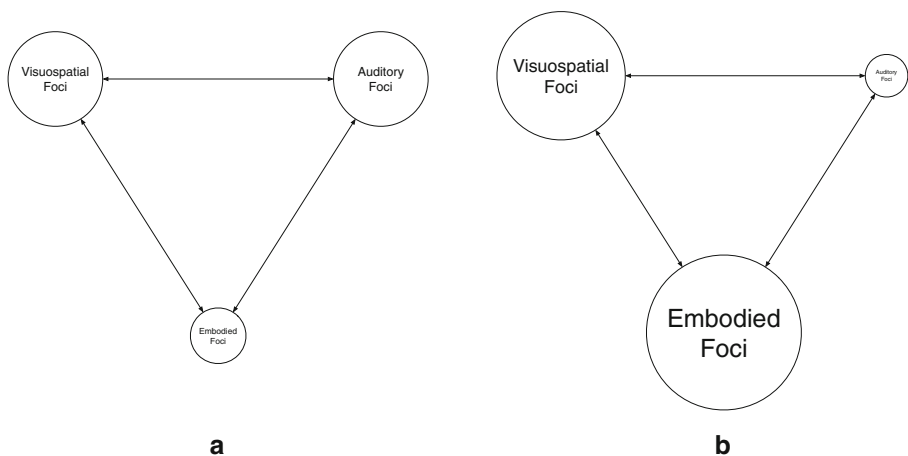 Visuospatial
Foci
Auditory
Foci
Embodied
Foci
a
Visuospatial
Foci
Auditory
Foci
Embodied
Foci
b